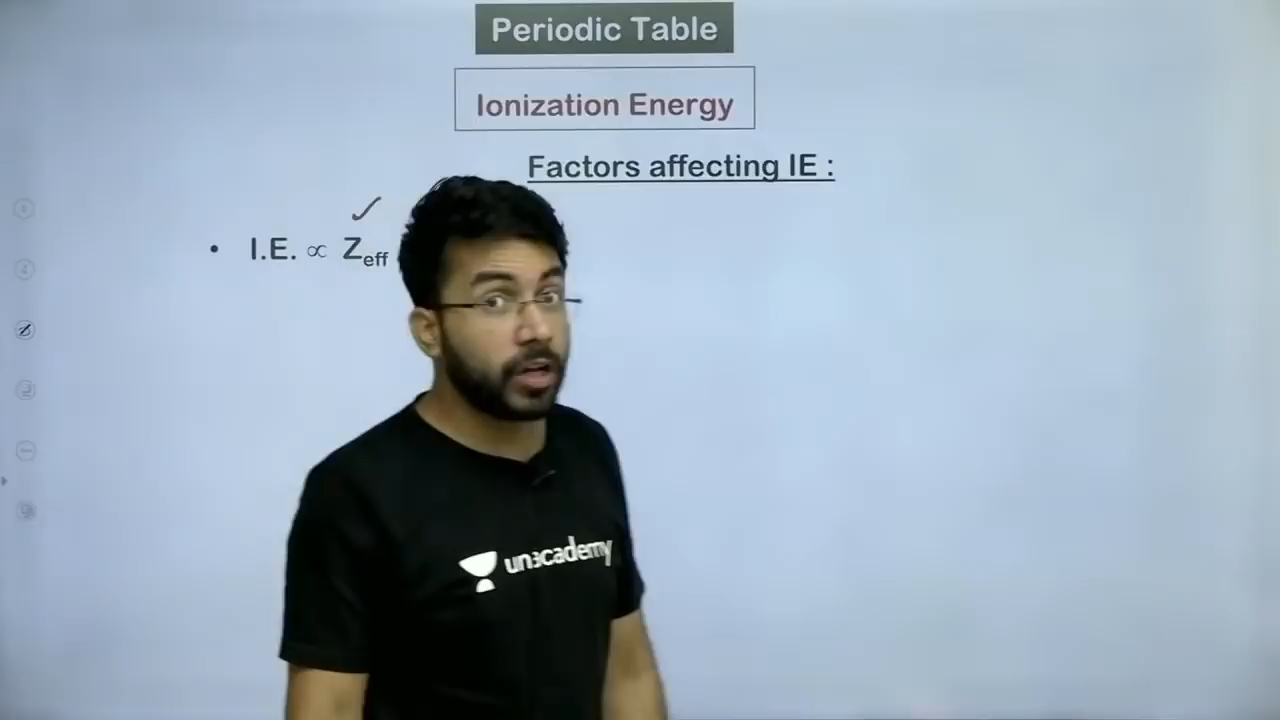 Periodic Table
Ionization Energy
Factors affecting IE :
• I.E. ∝ Zeff
unacademy